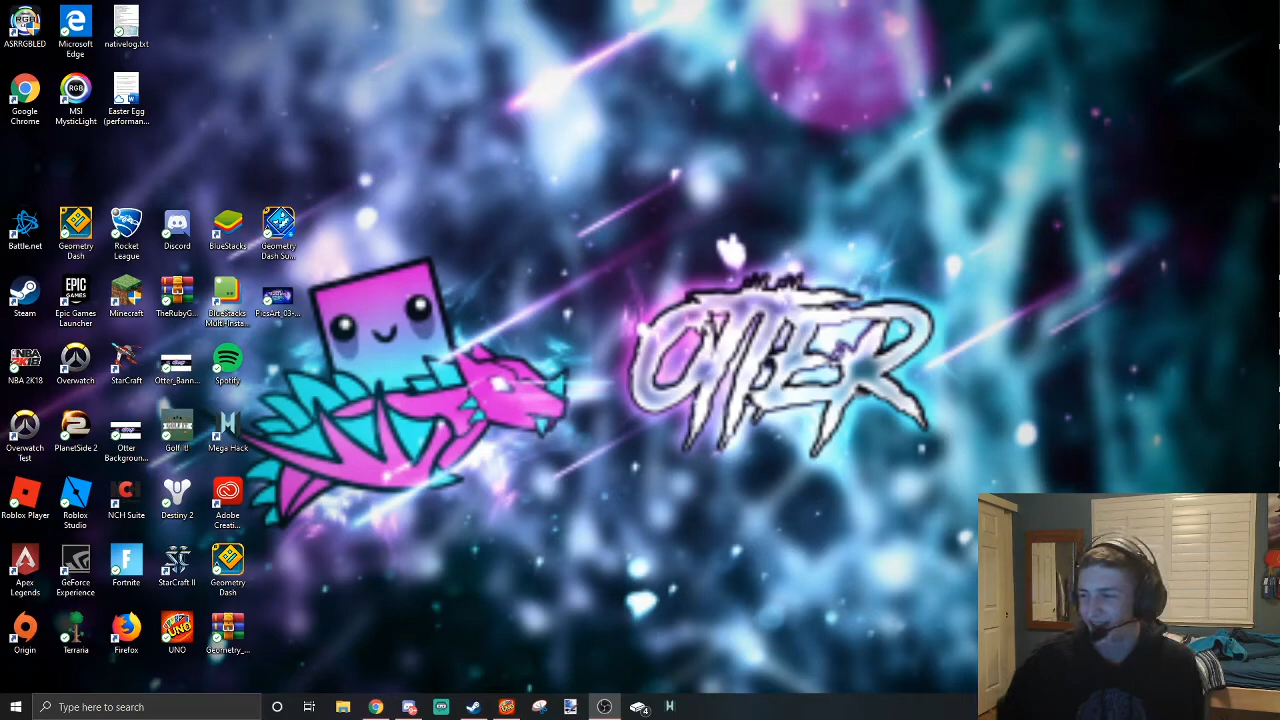 ASRRGBLED
Microsoft
Edge
nativelog.txt
Google
Chrome
MSI
MysticLight
Easter Egg
(performan...
Battle.net
Geometry
Dash
Rocket
League
Discord
BlueStacks
Geometry
Dash Su...
Steam
Epic Games
Launcher
Minecraft
TheRubyG...
BlueStacks
Multi-Insta...
PicsArt_03-...
NBA 2K18
Overwatch
StarCraft
Otter_Bann...
Spotify
Overwatch
Test
PlanetSide 2
Otter
Backgroun...
Golf It!
Mega Hack
Roblox Player
Roblox
Studio
NCH Suite
Destiny 2
Adobe
Creati...
Apex
Legends
GeForce
Experience
Fortnite
StarCraft II
Geometry
Dash
Origin
Terraria
Firefox
UNO
Geometry_...
OTTER
Type here to search